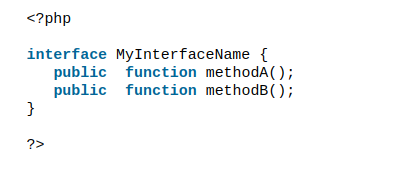 <?php
interface MyInterfaceName {
   public  function methodA();
   public  function methodB();
}
?>